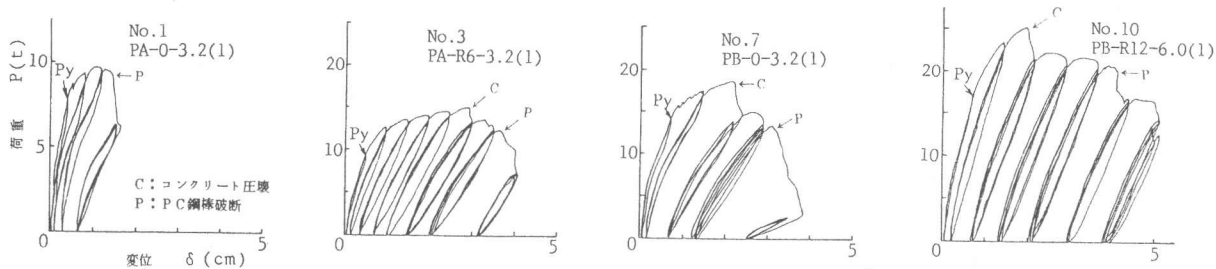 No.1
PA-0-3.2(1)
P(t)
荷重
10
5
0
5
Py
P
C:コンクリート圧壊
P:PC鋼棒破断
変位 δ(cm)
No.3
PA-R6-3.2(1)
20
10
0
5
Py
C
P
No.7
PB-0-3.2(1)
20
10
0
5
Py
C
P
No.10
PB-R12-6.0(1)
20
10
0
5
Py
C
P